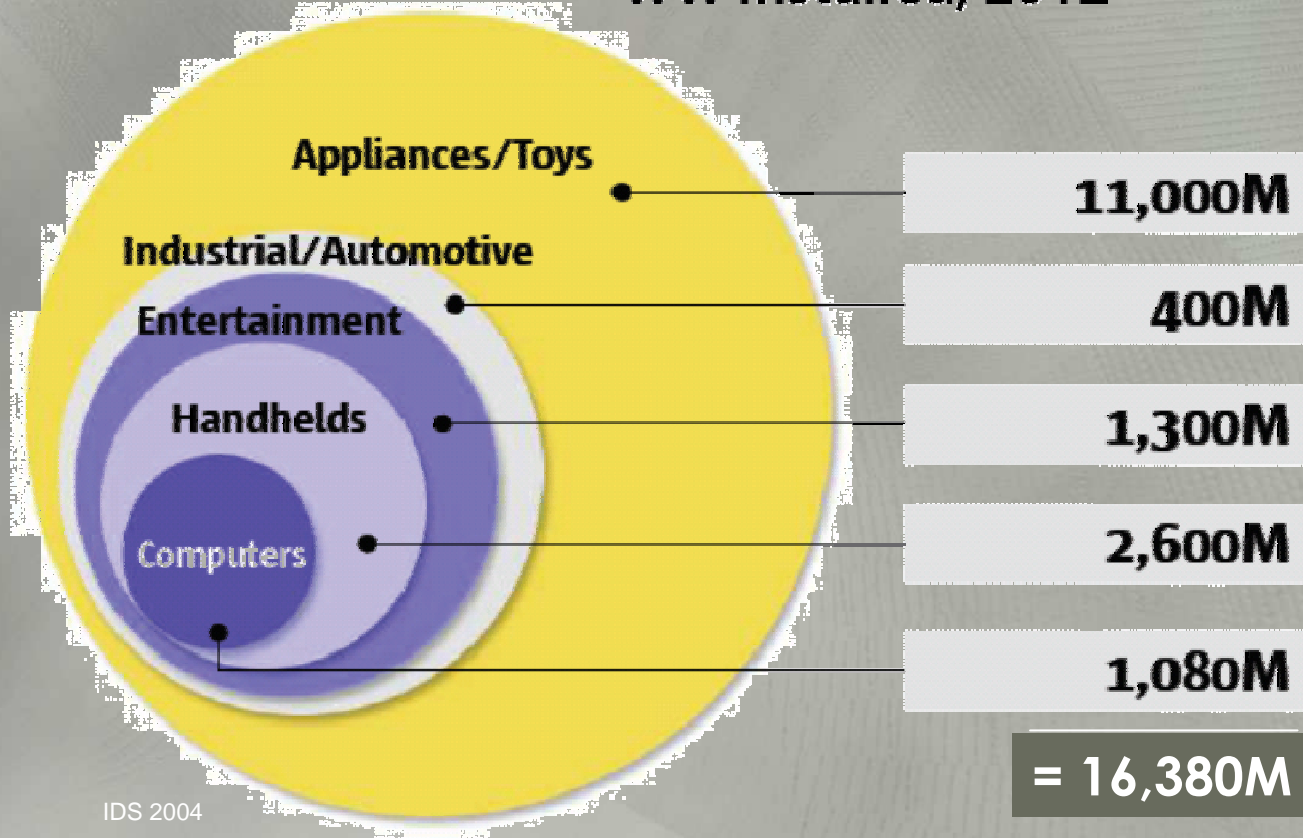 Appliances/Toys
11,000M
Industrial/Automotive
400M
Entertainment
1,300M
Handhelds
2,600M
Computers
1,080M
= 16,380M
IDS 2004